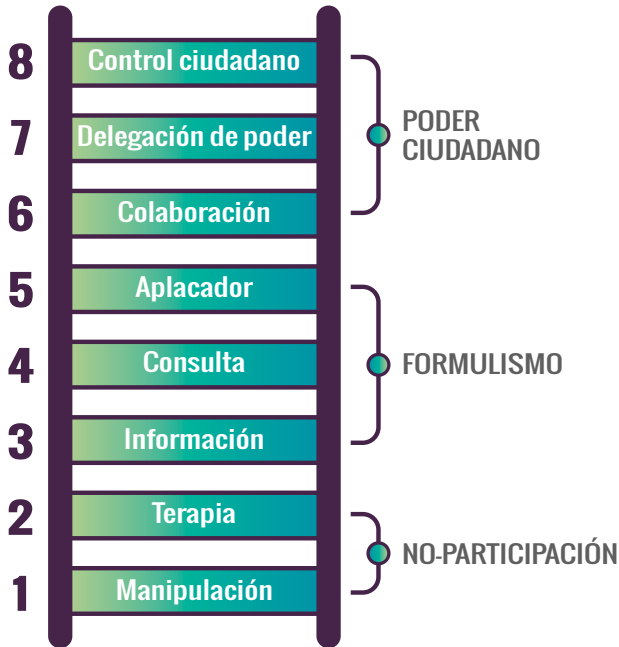 8 Control ciudadano
7 Delegación de poder
6 Colaboración
PODER
CIUDADANO
5 Aplacador
4 Consulta
3 Información
FORMULISMO
2 Terapia
1 Manipulación
NO-PARTICIPACIÓN